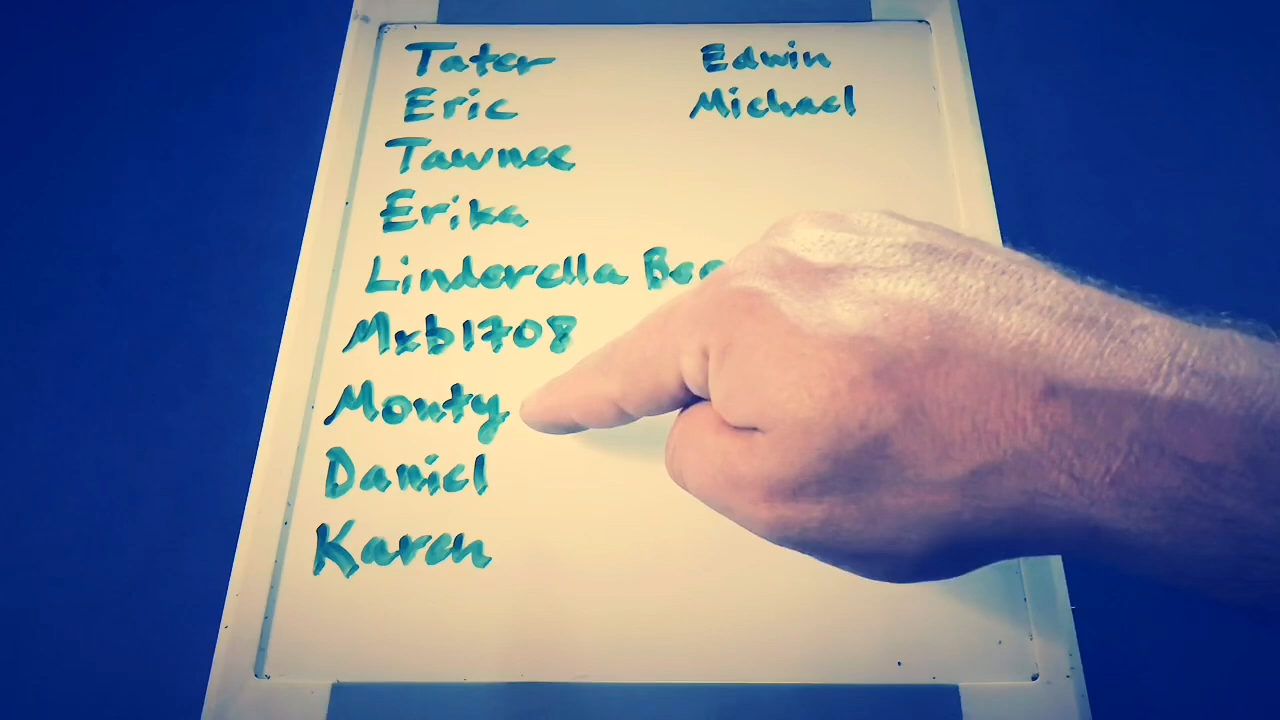 Tater
Eric
Tawnee
Erika
Linderella
Mxb1708
Monty
Daniel
Karen
Edwin
Michael